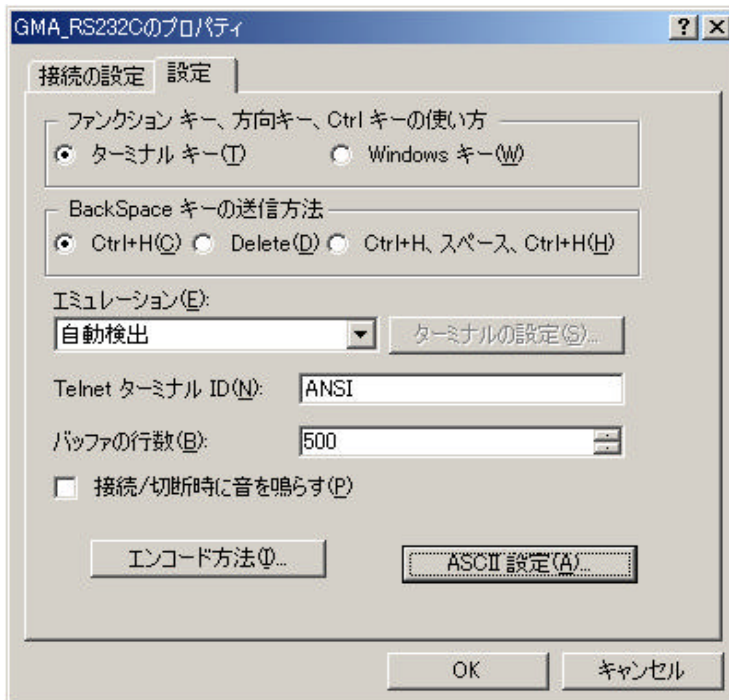 GMA_RS232Cのプロパティ
接続の設定 設定
ファンクション キー、方向キー、Ctrl キーの使い方
ターミナル キー(T) Windows キー(W)
BackSpace キーの送信方法
Ctrl+H(C) Delete(D) Ctrl+H、スペース、Ctrl+H(H)
エミュレーション(E):
自動検出 ターミナルの設定(S)...
Telnet ターミナル ID(N): ANSI
バッファの行数(B): 500
接続/切断時に音を鳴らす(P)
エンコード方法(I)... ASCII 設定(A)...
OK キャンセル